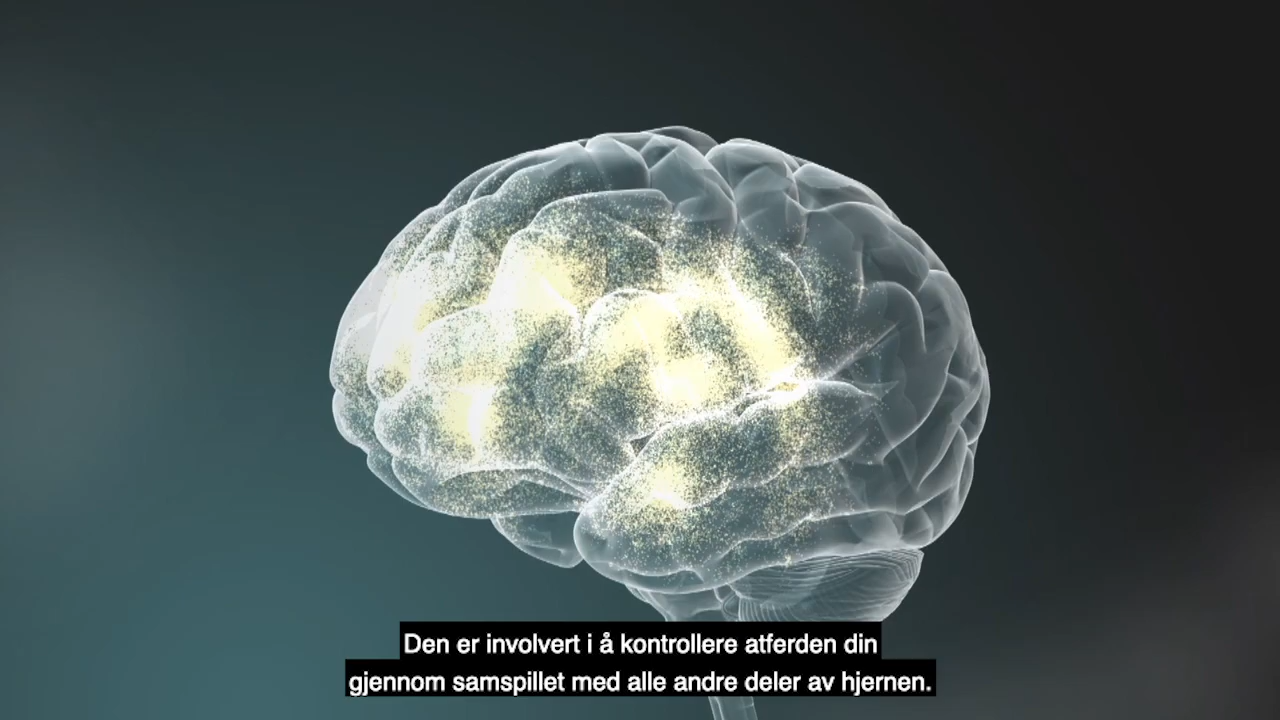 Den er involvert i å kontrollere atferden din
gjennom samspillet med alle andre deler av hjernen.